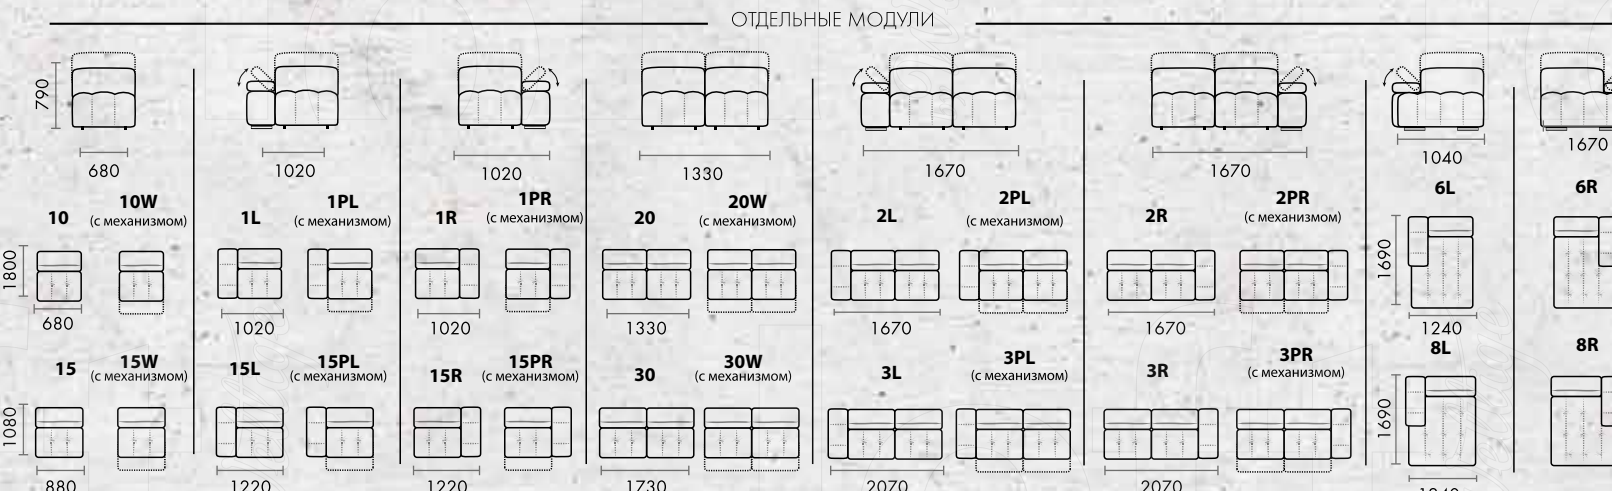 ОТДЕЛЬНЫЕ МОДУЛИ
790
680
1020
1020
1330
1670
1670
1040
1670
10
10W
(с механизмом)
1L
1PL
(с механизмом)
1R
1PR
(с механизмом)
20
20W
(с механизмом)
2L
2PL
(с механизмом)
2R
2PR
(с механизмом)
6L
6R
1800
680
1020
1020
1330
1670
1670
1690
1240
15
15W
(с механизмом)
15L
15PL
(с механизмом)
15R
15PR
(с механизмом)
30
30W
(с механизмом)
3L
3PL
(с механизмом)
3R
3PR
(с механизмом)
8L
8R
1080
880
1220
1220
1730
2070
2070
1690